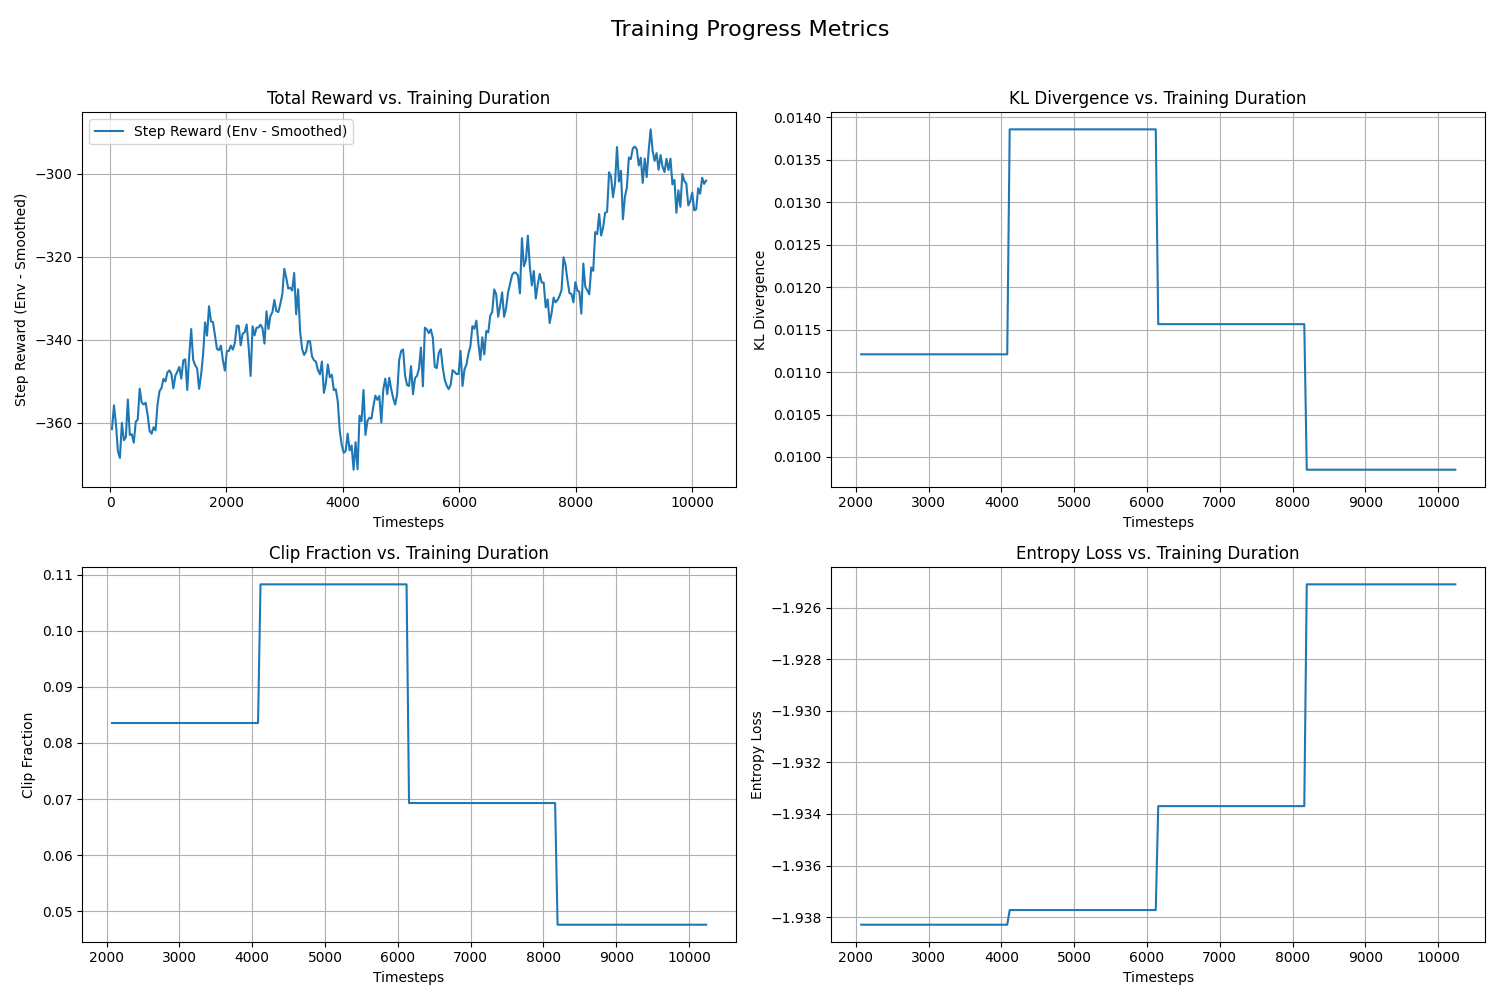 Training Progress Metrics
Total Reward vs. Training Duration
Step Reward (Env - Smoothed)
Step Reward (Env - Smoothed)
−300
−320
−340
−360
0 2000 4000 6000 8000 10000
Timesteps
KL Divergence vs. Training Duration
KL Divergence
0.0140
0.0135
0.0130
0.0125
0.0120
0.0115
0.0110
0.0105
0.0100
2000 3000 4000 5000 6000 7000 8000 9000 10000
Timesteps
Clip Fraction vs. Training Duration
Clip Fraction
0.11
0.10
0.09
0.08
0.07
0.06
0.05
2000 3000 4000 5000 6000 7000 8000 9000 10000
Timesteps
Entropy Loss vs. Training Duration
Entropy Loss
−1.926
−1.928
−1.930
−1.932
−1.934
−1.936
−1.938
2000 3000 4000 5000 6000 7000 8000 9000 10000
Timesteps